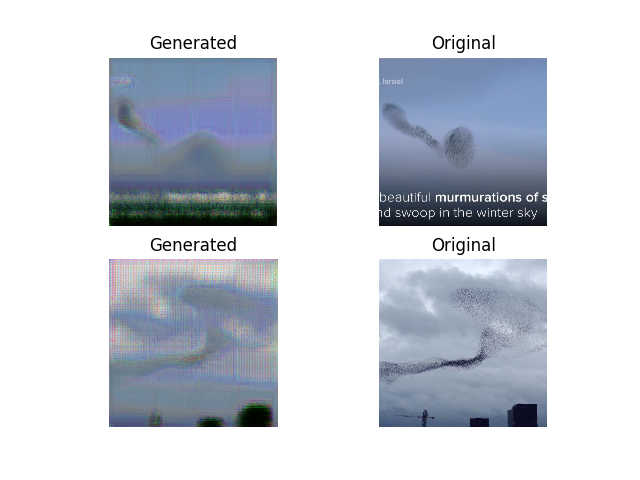 Generated
Original
, Israel
beautiful murmurations of s
nd swoop in the winter sky
Generated
Original